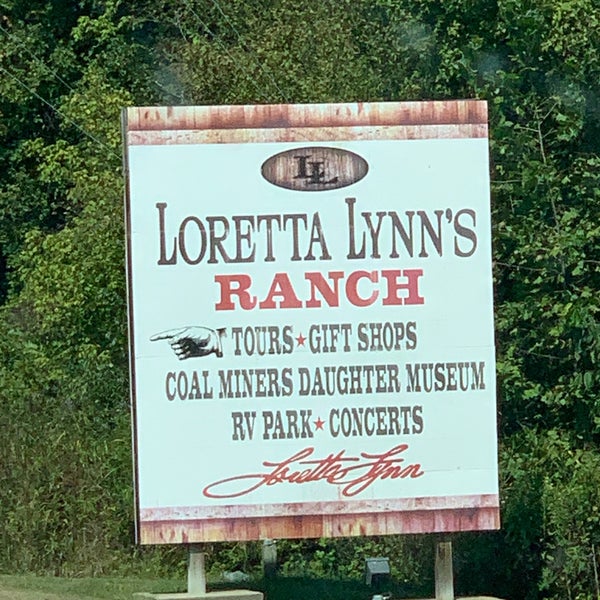 LL
LORETTA LYNN'S
RANCH
TOURS★GIFT SHOPS
COAL MINERS DAUGHTER MUSEUM
RV PARK★CONCERTS
Loretta Lynn